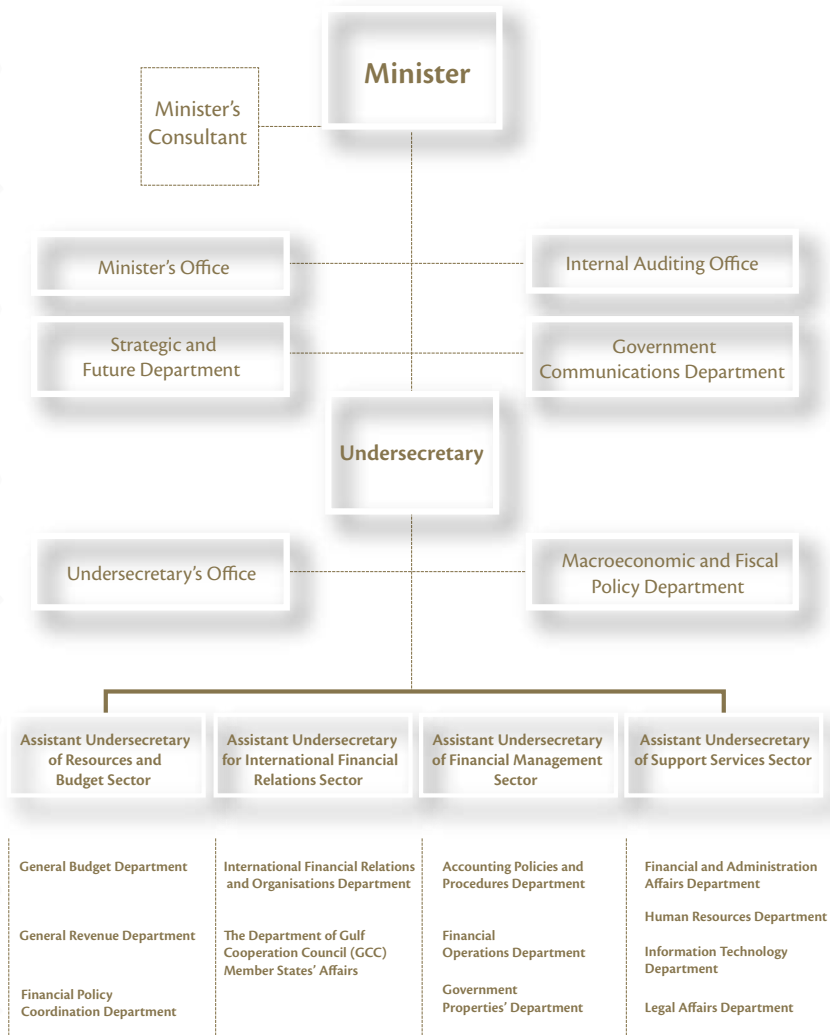 Minister
Minister's
Consultant
Minister's Office
Internal Auditing Office
Strategic and
Future Department
Government
Communications Department
Undersecretary
Undersecretary's Office
Macroeconomic and Fiscal
Policy Department
Assistant Undersecretary
of Resources and
Budget Sector
Assistant Undersecretary
for International Financial
Relations Sector
Assistant Undersecretary
of Financial Management
Sector
Assistant Undersecretary
of Support Services Sector
General Budget Department
General Revenue Department
Financial Policy
Coordination Department
International Financial Relations
and Organisations Department
The Department of Gulf
Cooperation Council (GCC)
Member States' Affairs
Accounting Policies and
Procedures Department
Financial
Operations Department
Government
Properties' Department
Financial and Administration
Affairs Department
Human Resources Department
Information Technology
Department
Legal Affairs Department